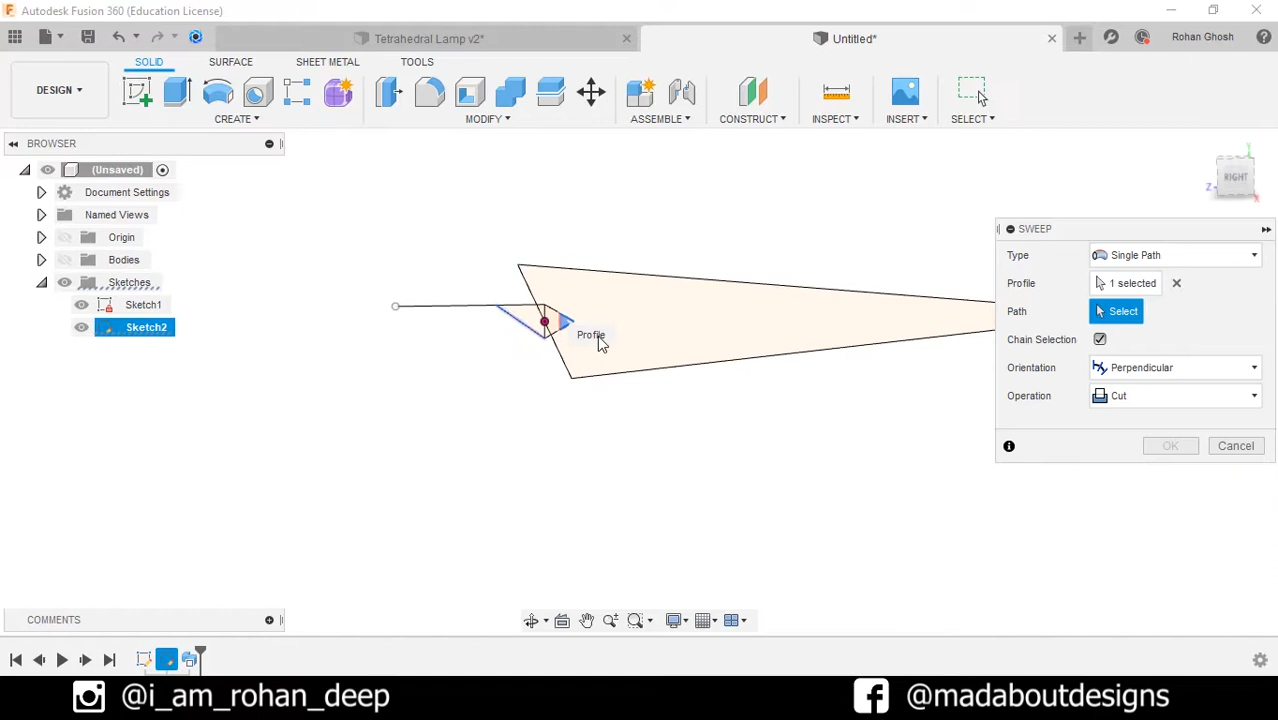 Autodesk Fusion 360 (Education License)
Tetrahedral Lamp v2*
Untitled*
Rohan Ghosh
DESIGN
SOLID
SURFACE
SHEET METAL
TOOLS
CREATE
MODIFY
ASSEMBLE
CONSTRUCT
INSPECT
INSERT
SELECT
BROWSER
(Unsaved)
Document Settings
Named Views
Origin
Bodies
Sketches
Sketch1
Sketch2
Profile
RIGHT
Y
Z
X
SWEEP
Type Single Path
Profile 1 selected
Path Select
Chain Selection
Orientation Perpendicular
Operation Cut
OK Cancel
COMMENTS
@i_am_rohan_deep
@madaboutdesigns